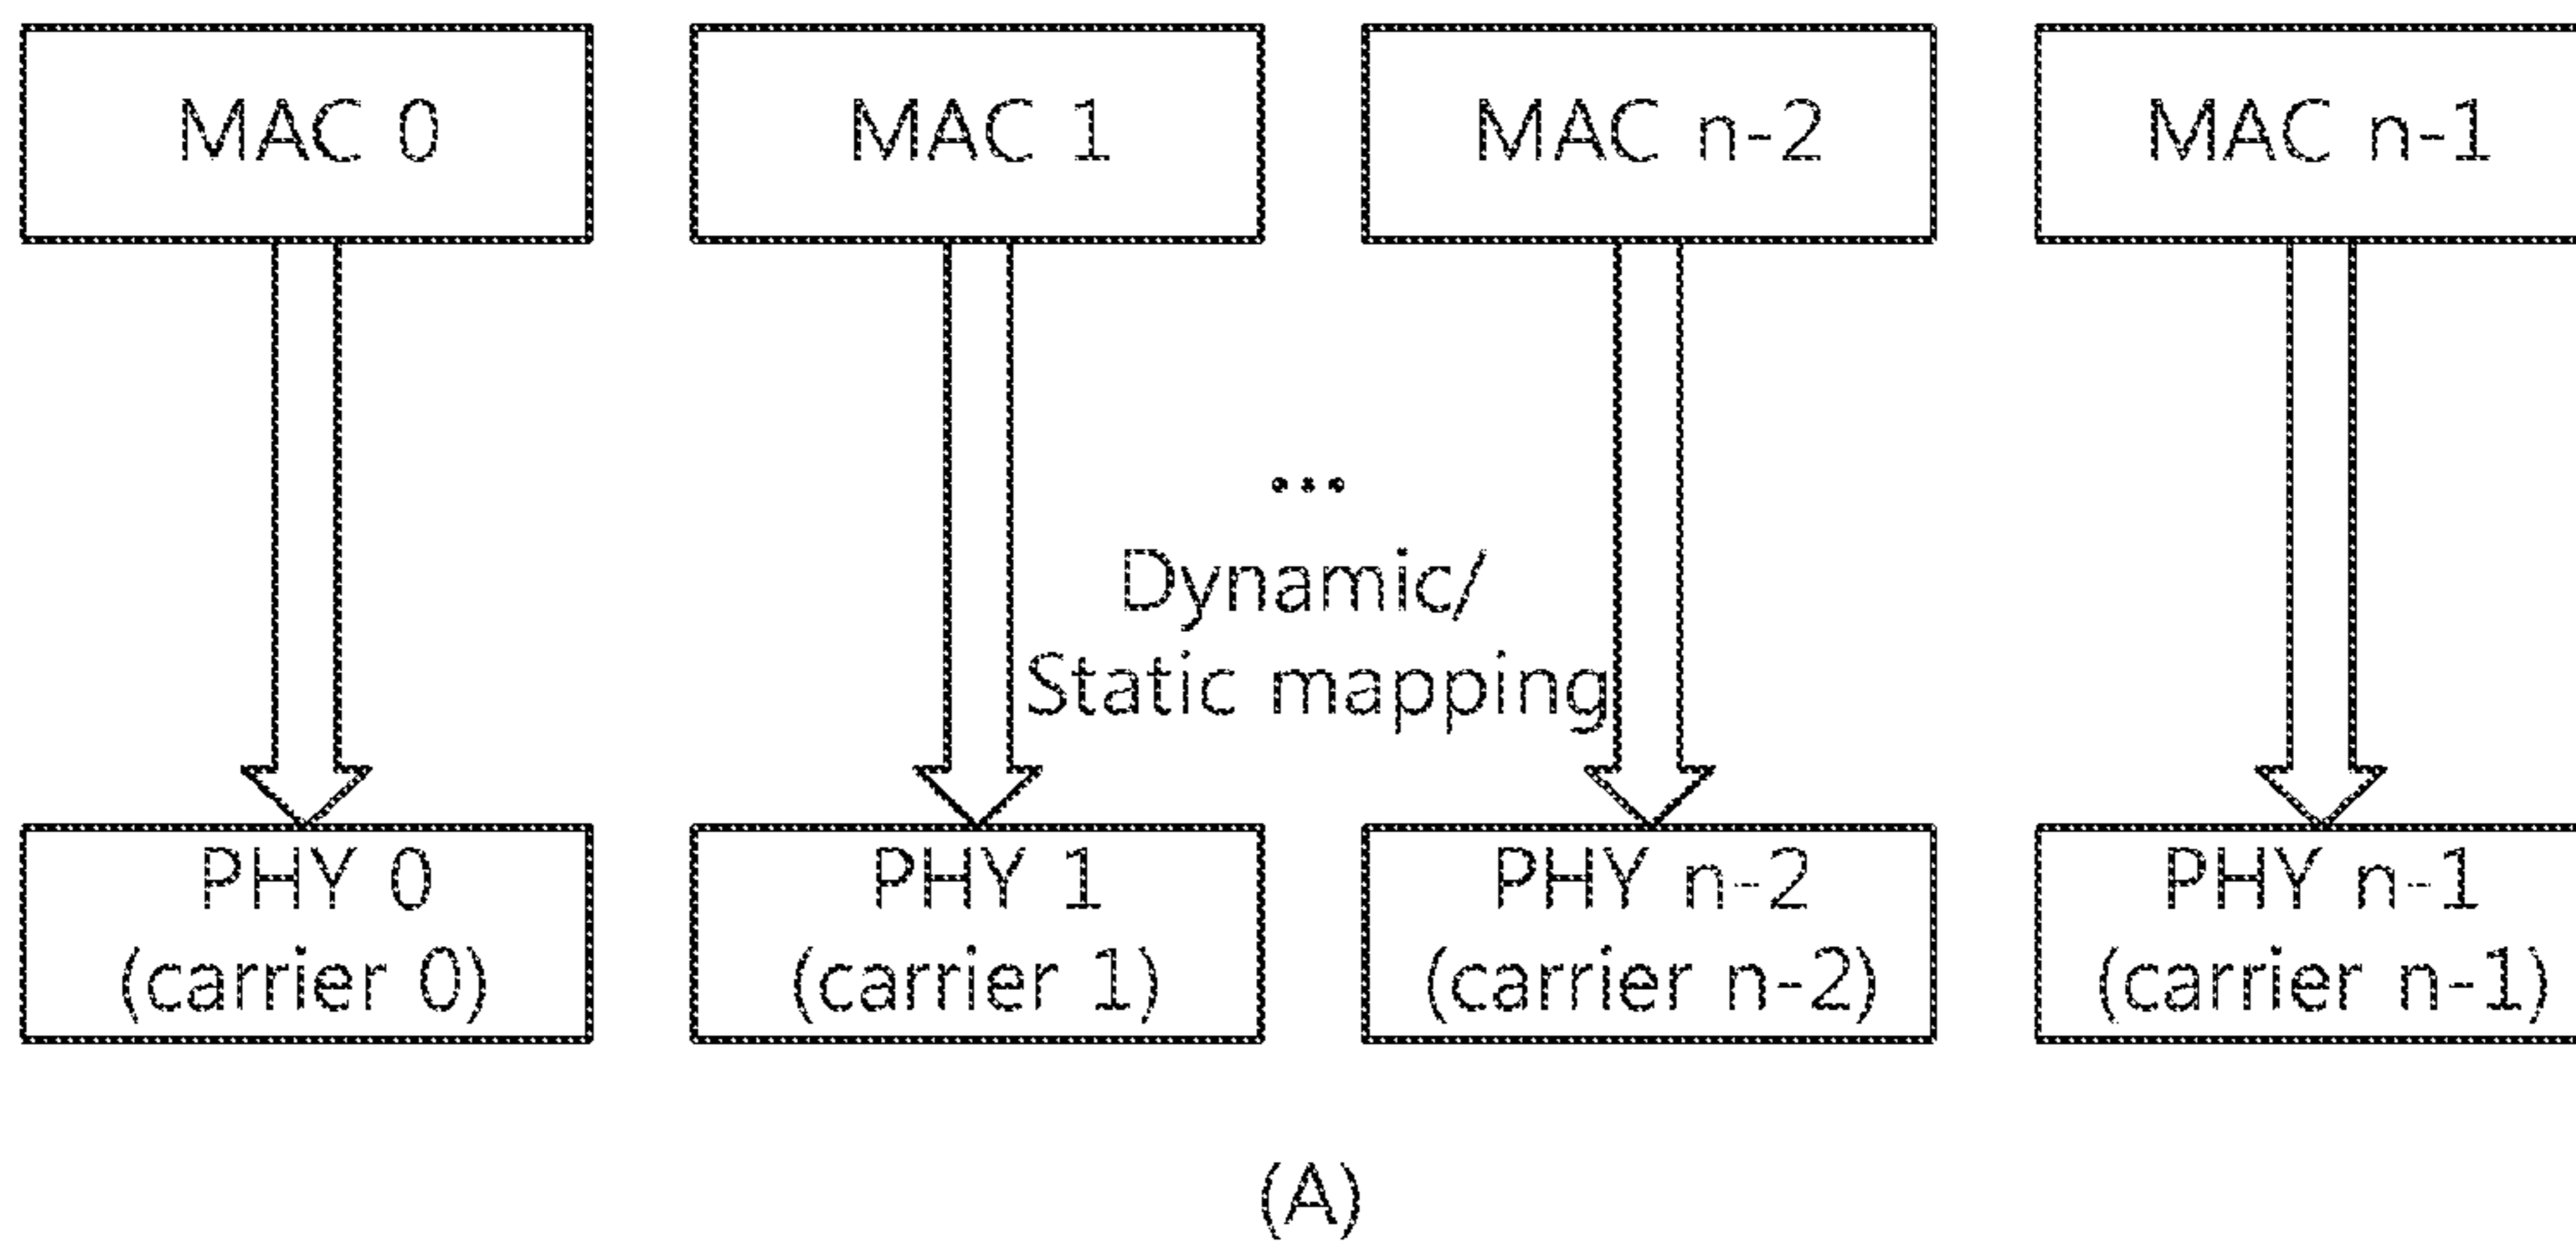 MAC 0
MAC 1
MAC n-2
MAC n-1
...
Dynamic/
Static mapping
PHY 0
(carrier 0)
PHY 1
(carrier 1)
PHY n-2
(carrier n-2)
PHY n-1
(carrier n-1)
(A)